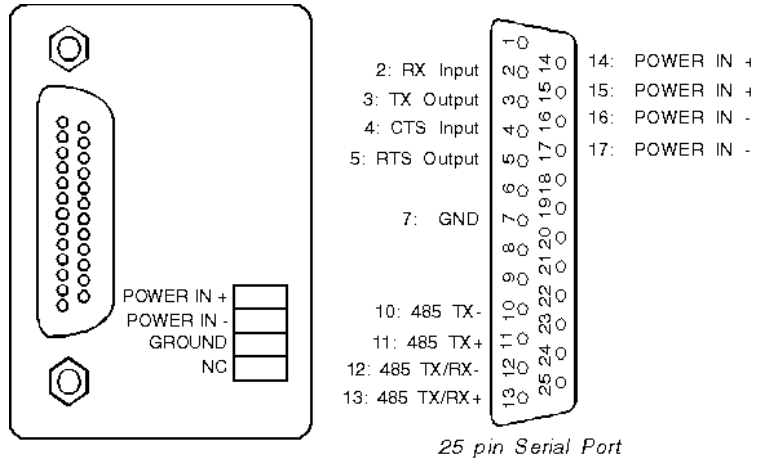 POWER IN +
POWER IN -
GROUND
NC
2: RX Input
3: TX Output
4: CTS Input
5: RTS Output
7: GND
10: 485 TX-
11: 485 TX+
12: 485 TX/RX-
13: 485 TX/RX+
1
2
3
4
5
6
7
8
9
10
11
12
13
14
15
16
17
18
19
20
21
22
23
24
25
14: POWER IN +
15: POWER IN +
16: POWER IN -
17: POWER IN -
25 pin Serial Port